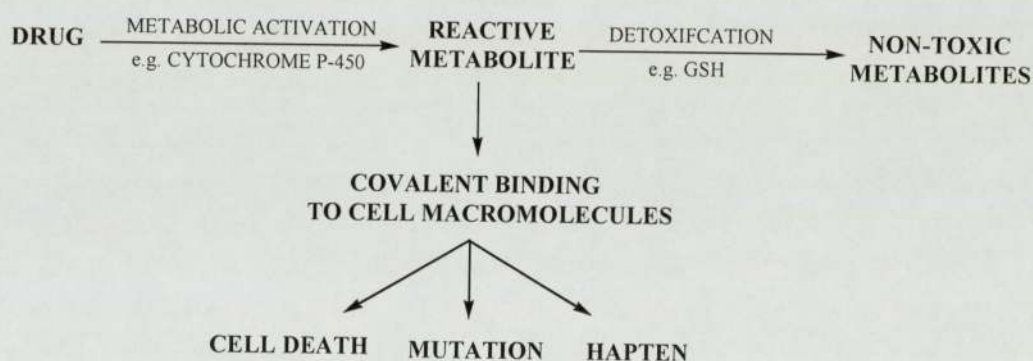 DRUG
METABOLIC ACTIVATION
e.g. CYTOCHROME P-450
REACTIVE
METABOLITE
DETOXIFCATION
e.g. GSH
NON-TOXIC
METABOLITES
COVALENT BINDING
TO CELL MACROMOLECULES
CELL DEATH MUTATION HAPTEN